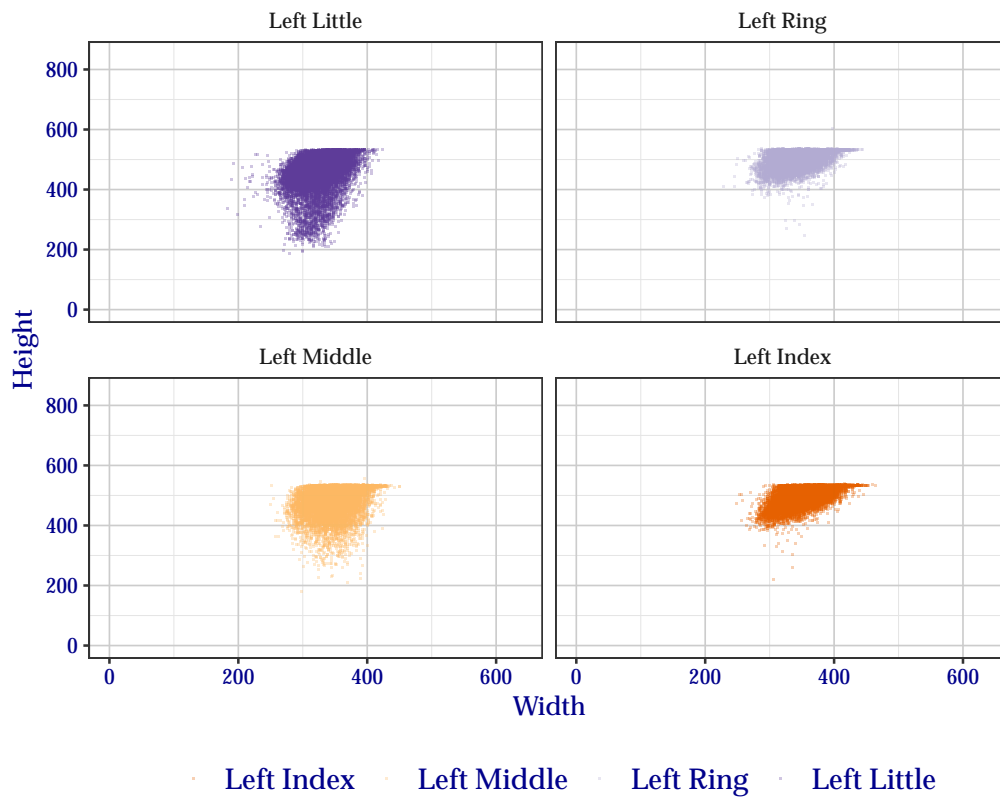 Left Little
Left Ring
800
600
400
200
0
Height
Left Middle
Left Index
800
600
400
200
0
0 200 400 600
0 200 400 600
Width
Left Index Left Middle Left Ring Left Little